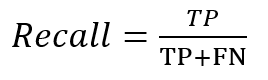 Recall = TP / TP+FN